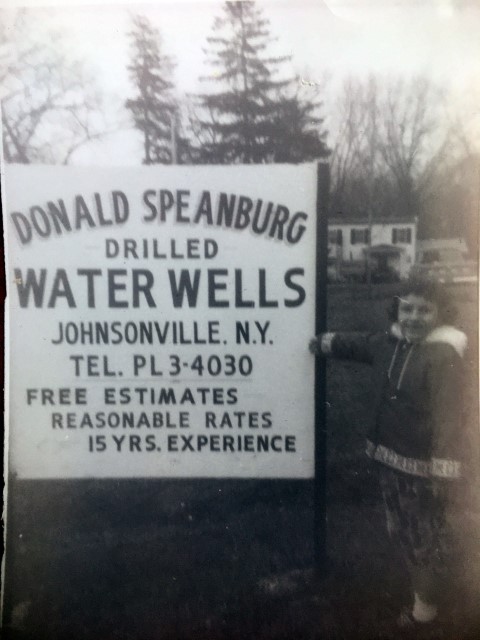 DONALD SPEANBURG
DRILLED
WATER WELLS
JOHNSONVILLE. N.Y.
TEL. PL 3-4030
FREE ESTIMATES
REASONABLE RATES
15 YRS. EXPERIENCE